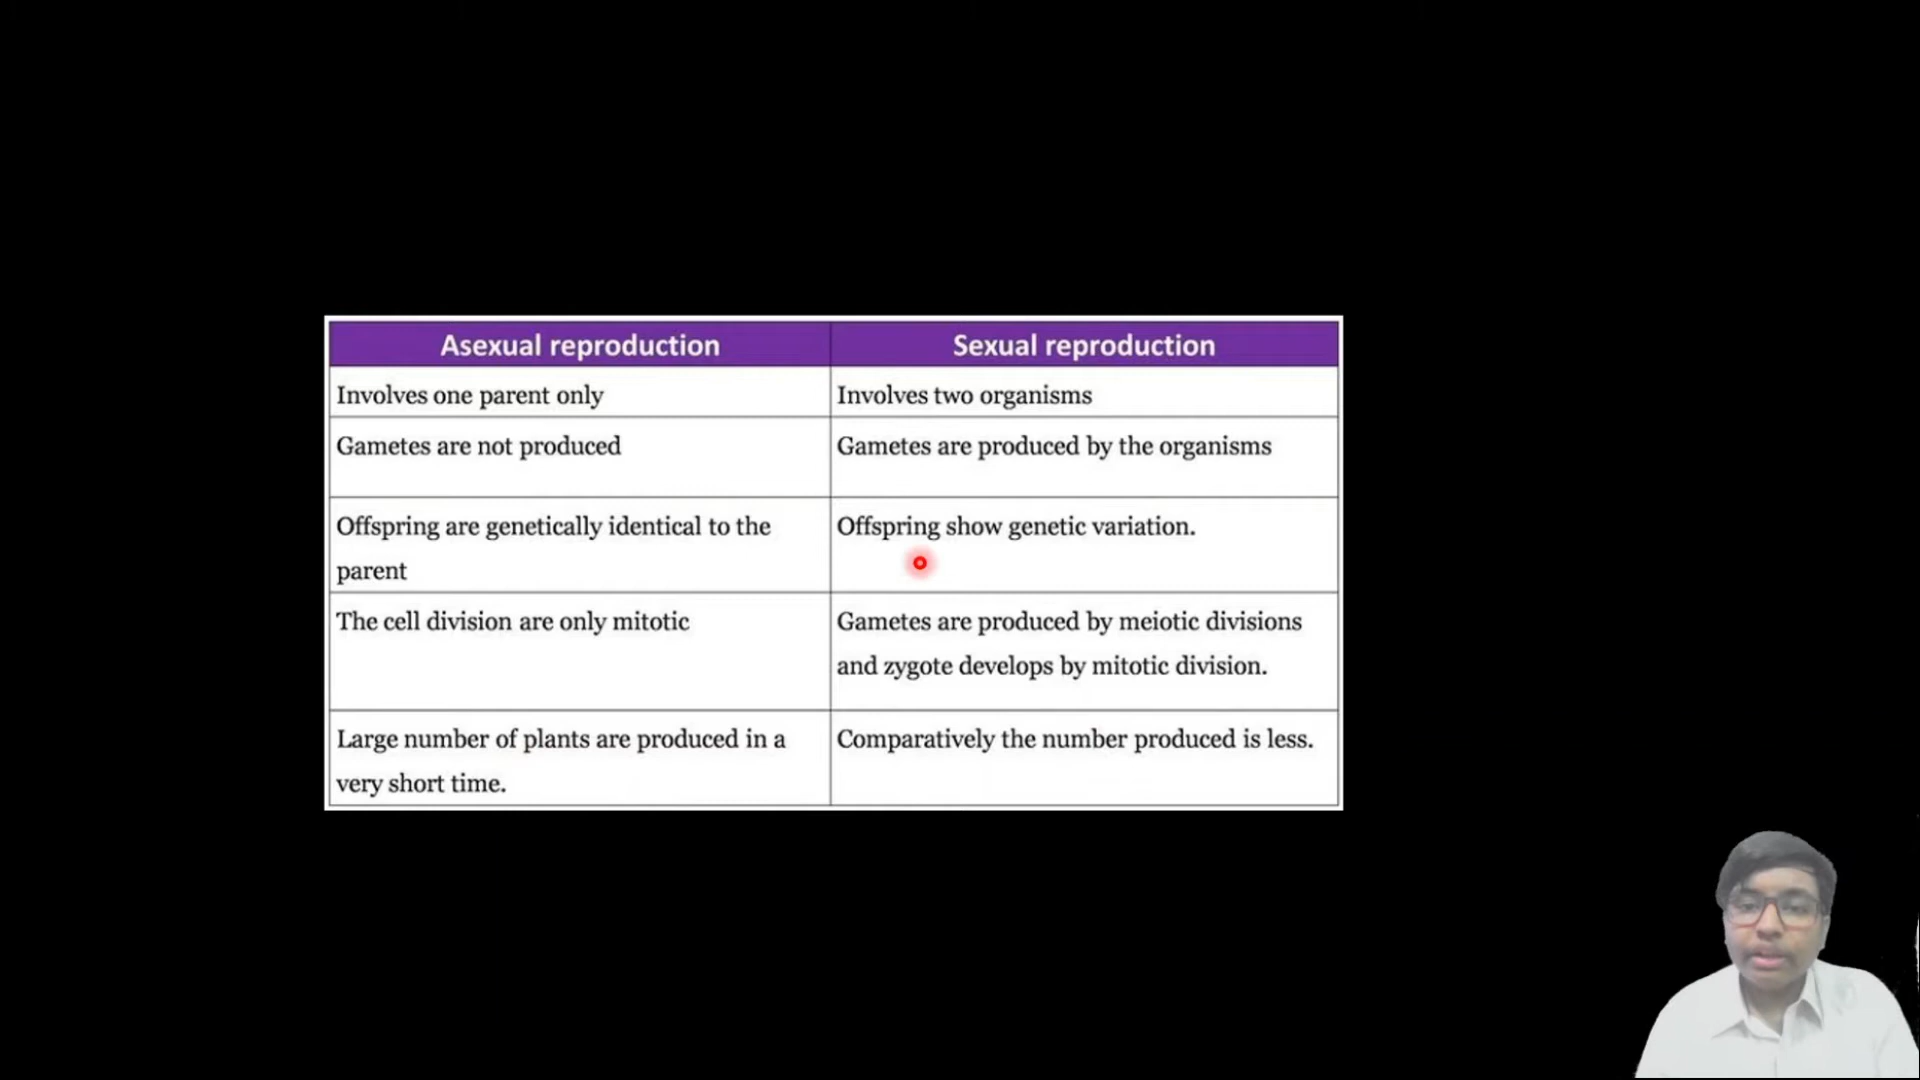 Asexual reproduction
Sexual reproduction
Involves one parent only
Involves two organisms
Gametes are not produced
Gametes are produced by the organisms
Offspring are genetically identical to the
parent
Offspring show genetic variation.
The cell division are only mitotic
Gametes are produced by meiotic divisions
and zygote develops by mitotic division.
Large number of plants are produced in a
very short time.
Comparatively the number produced is less.